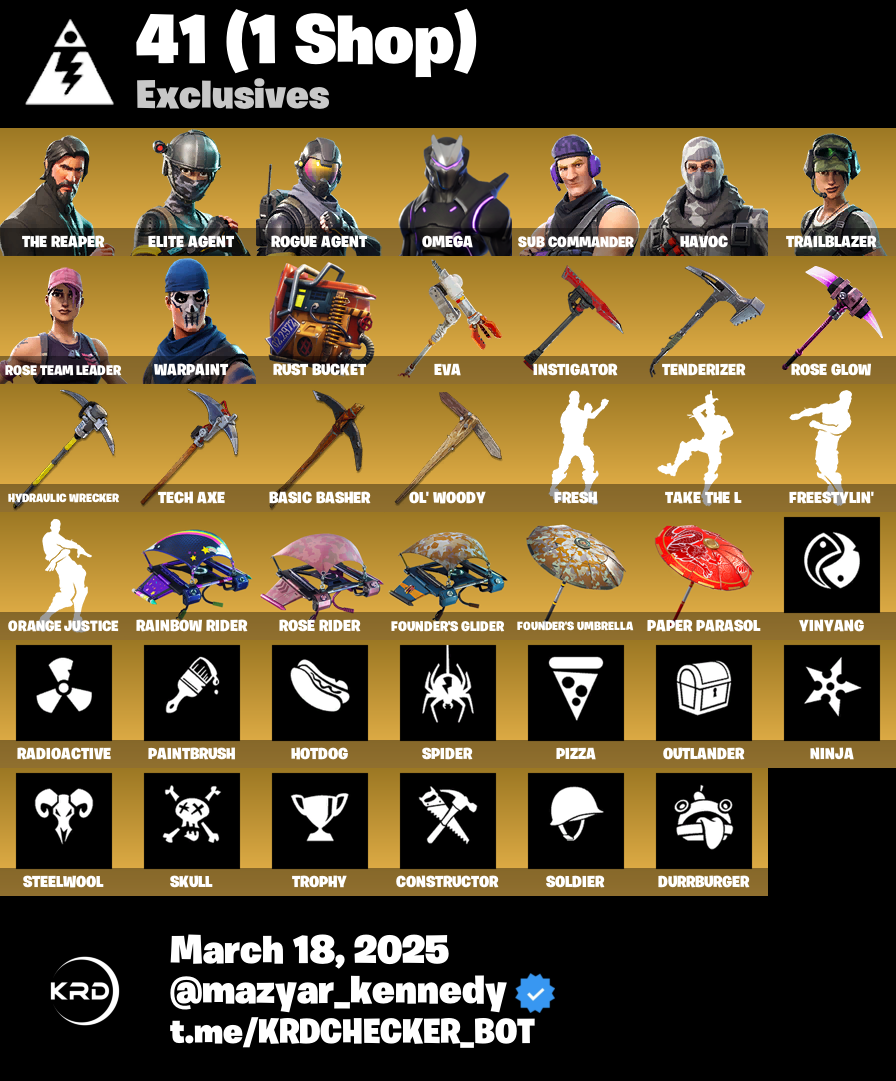 41 (1 Shop)
Exclusives
THE REAPER
ELITE AGENT
ROGUE AGENT
OMEGA
SUB COMMANDER
HAVOC
TRAILBLAZER
ROSE TEAM LEADER
WARPAINT
RUST BUCKET
EVA
INSTIGATOR
TENDERIZER
ROSE GLOW
HYDRAULIC WRECKER
TECH AXE
BASIC BASHER
OL' WOODY
FRESH
TAKE THE L
FREESTYLIN'
ORANGE JUSTICE
RAINBOW RIDER
ROSE RIDER
FOUNDER'S GLIDER
FOUNDER'S UMBRELLA
PAPER PARASOL
YINYANG
RADIOACTIVE
PAINTBRUSH
HOTDOG
SPIDER
PIZZA
OUTLANDER
NINJA
STEELWOOL
SKULL
TROPHY
CONSTRUCTOR
SOLDIER
DURRBURGER
KRD
March 18, 2025
@mazyar_kennedy
t.me/KRDCHECKER_BOT